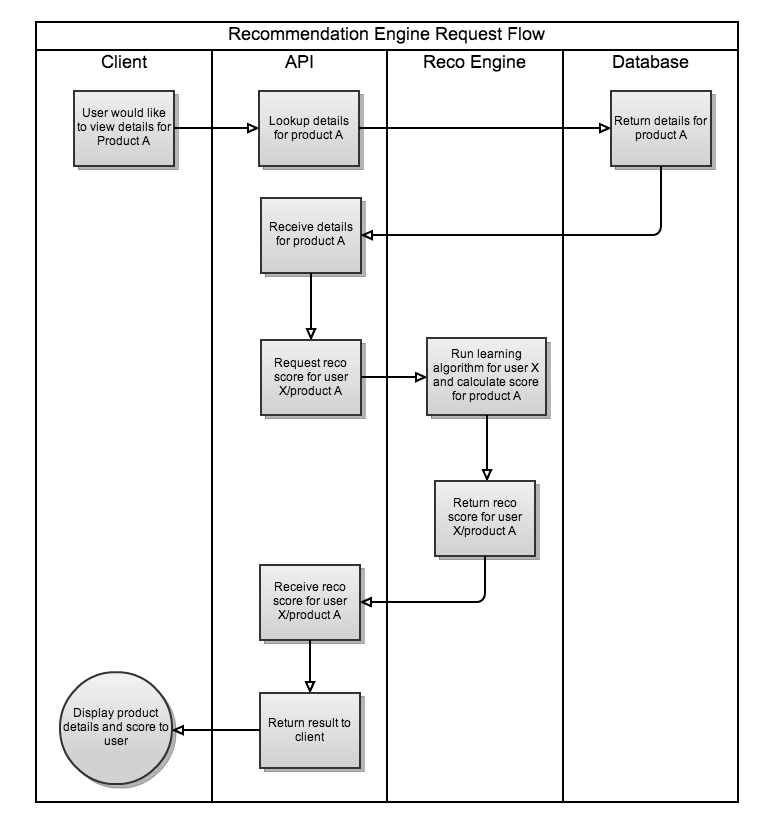 Recommendation Engine Request Flow
Client
API
Reco Engine
Database
User would like
to view details for
Product A
Lookup details
for product A
Return details for
product A
Receive details
for product A
Request reco
score for user
X/product A
Run learning
algorithm for user X
and calculate score
for product A
Return reco
score for user
X/product A
Receive reco
score for user
X/product A
Return result to
client
Display product
details and score to
user